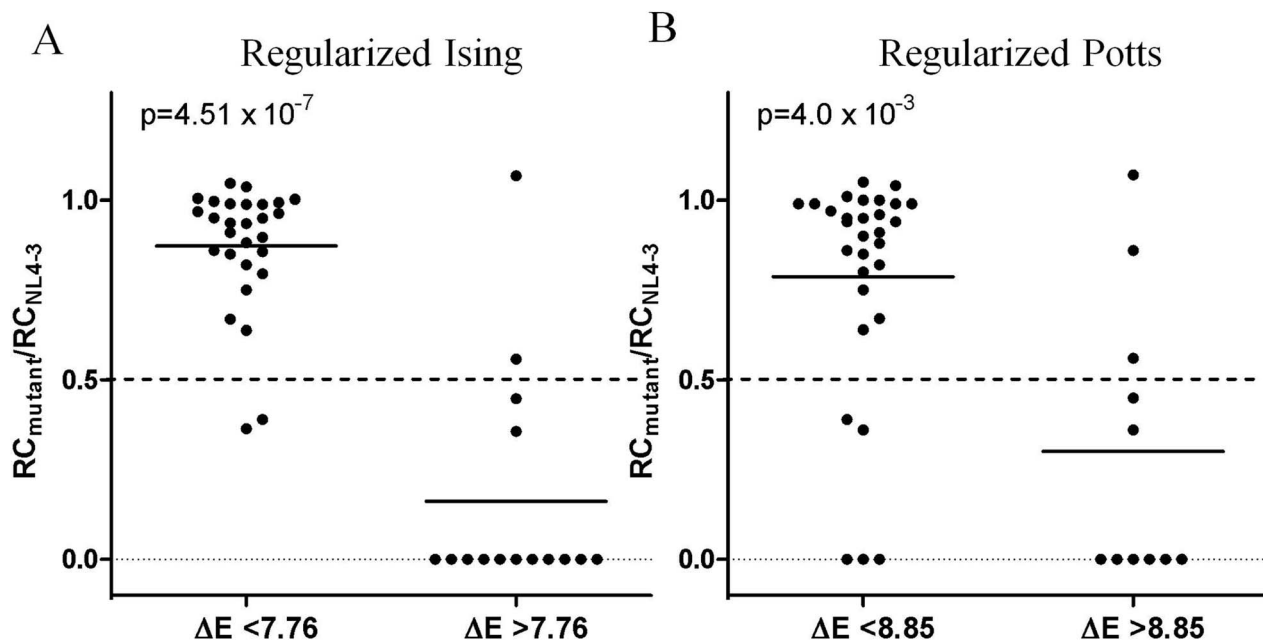 A
Regularized Ising
p=4.51 x 10⁻⁷
RCmutant/RCNL4-3
1.0
0.5
0.0
ΔE <7.76
ΔE >7.76
B
Regularized Potts
p=4.0 x 10⁻³
RCmutant/RCNL4-3
1.0
0.5
0.0
ΔE <8.85
ΔE >8.85